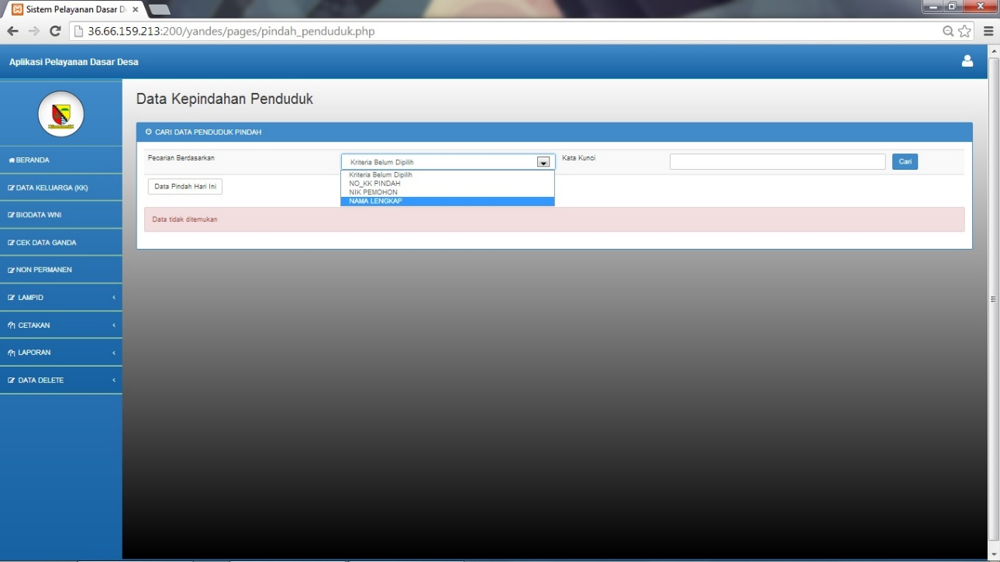 Sistem Pelayanan Dasar D
36.66.159.213:200/yandes/pages/pindah_penduduk.php
Aplikasi Pelayanan Dasar Desa
BERANDA
DATA KELUARGA (KK)
BIODATA WNI
CEK DATA GANDA
NON PERMANEN
LAMPID
CETAKAN
LAPORAN
DATA DELETE
Data Kepindahan Penduduk
CARI DATA PENDUDUK PINDAH
Pecarian Berdasarkan
Kriteria Belum Dipilih
Kata Kunci
Cari
Kriteria Belum Dipilih
NO_KK PINDAH
NIK PEMOHON
NAMA LENGKAP
Data Pindah Hari Ini
Data tidak ditemukan